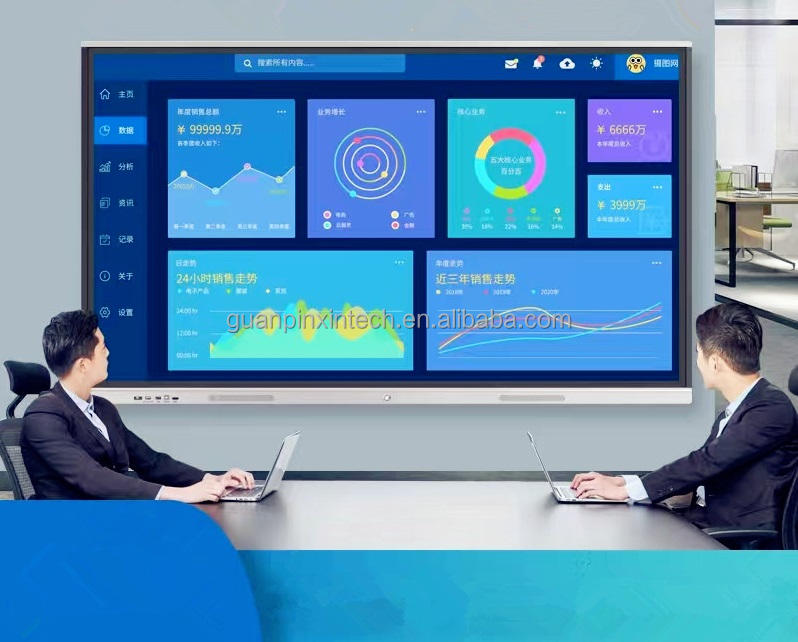 搜索所有内容.....
摄图网
主页
数据
分析
资讯
记录
关于
设置
年度销售总额
¥ 99999.9万
各季度收入如下:
第一季度 第二季度 第三季度 第四季度
业务增长
电商
广告
云服务
金融
核心业务
五大核心业务
百分百
30% 18% 22% 16% 14%
收入
¥ 6666万
本年度总收入
支出
¥ 3999万
本年度总收入
日走势
24小时销售走势
电子产品 服装 家居
24:00 hr
12:00 hr
00:00 hr
年度走势
近三年销售走势
2018年 2019年 2020年
guanpinxintech.en.alibaba.com